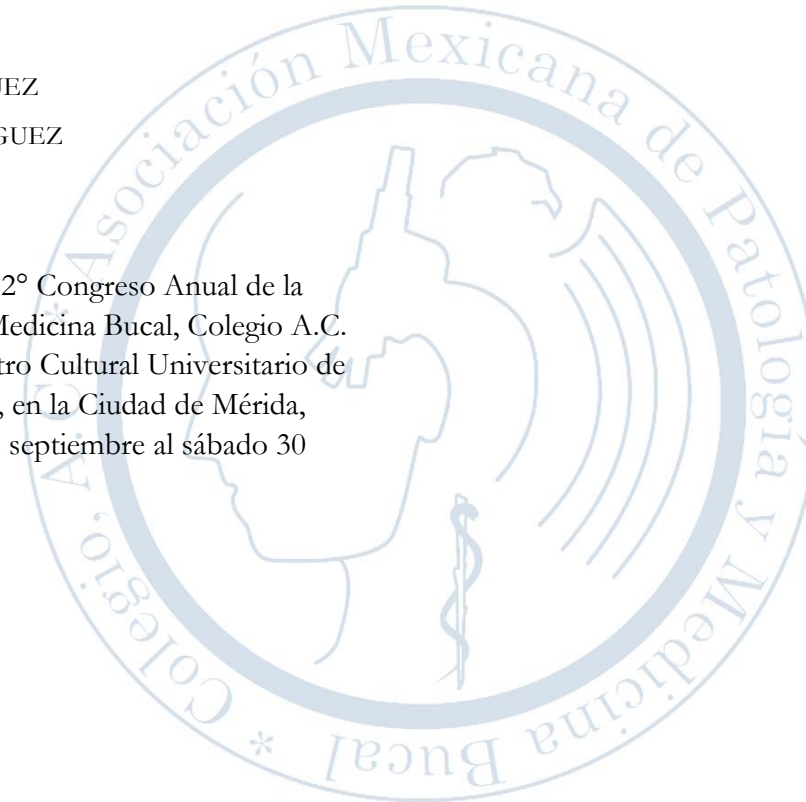 UEZ
GUEZ
2° Congreso Anual de la
Medicina Bucal, Colegio A.C.
tro Cultural Universitario de
, en la Ciudad de Mérida,
septiembre al sábado 30
Asociación Mexicana de Patología y Medicina Bucal * Colegio, A.C. *